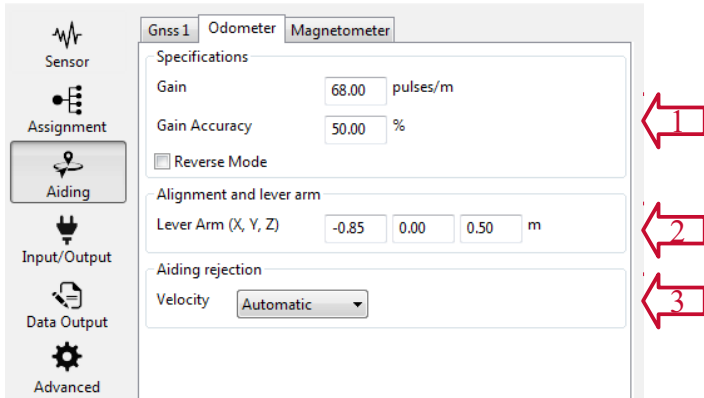 Sensor
Assignment
Aiding
Input/Output
Data Output
Advanced
Gnss 1 Odometer Magnetometer
Specifications
Gain 68.00 pulses/m
Gain Accuracy 50.00 %
Reverse Mode
1
Alignment and lever arm
Lever Arm (X, Y, Z) -0.85 0.00 0.50 m
2
Aiding rejection
Velocity Automatic
3